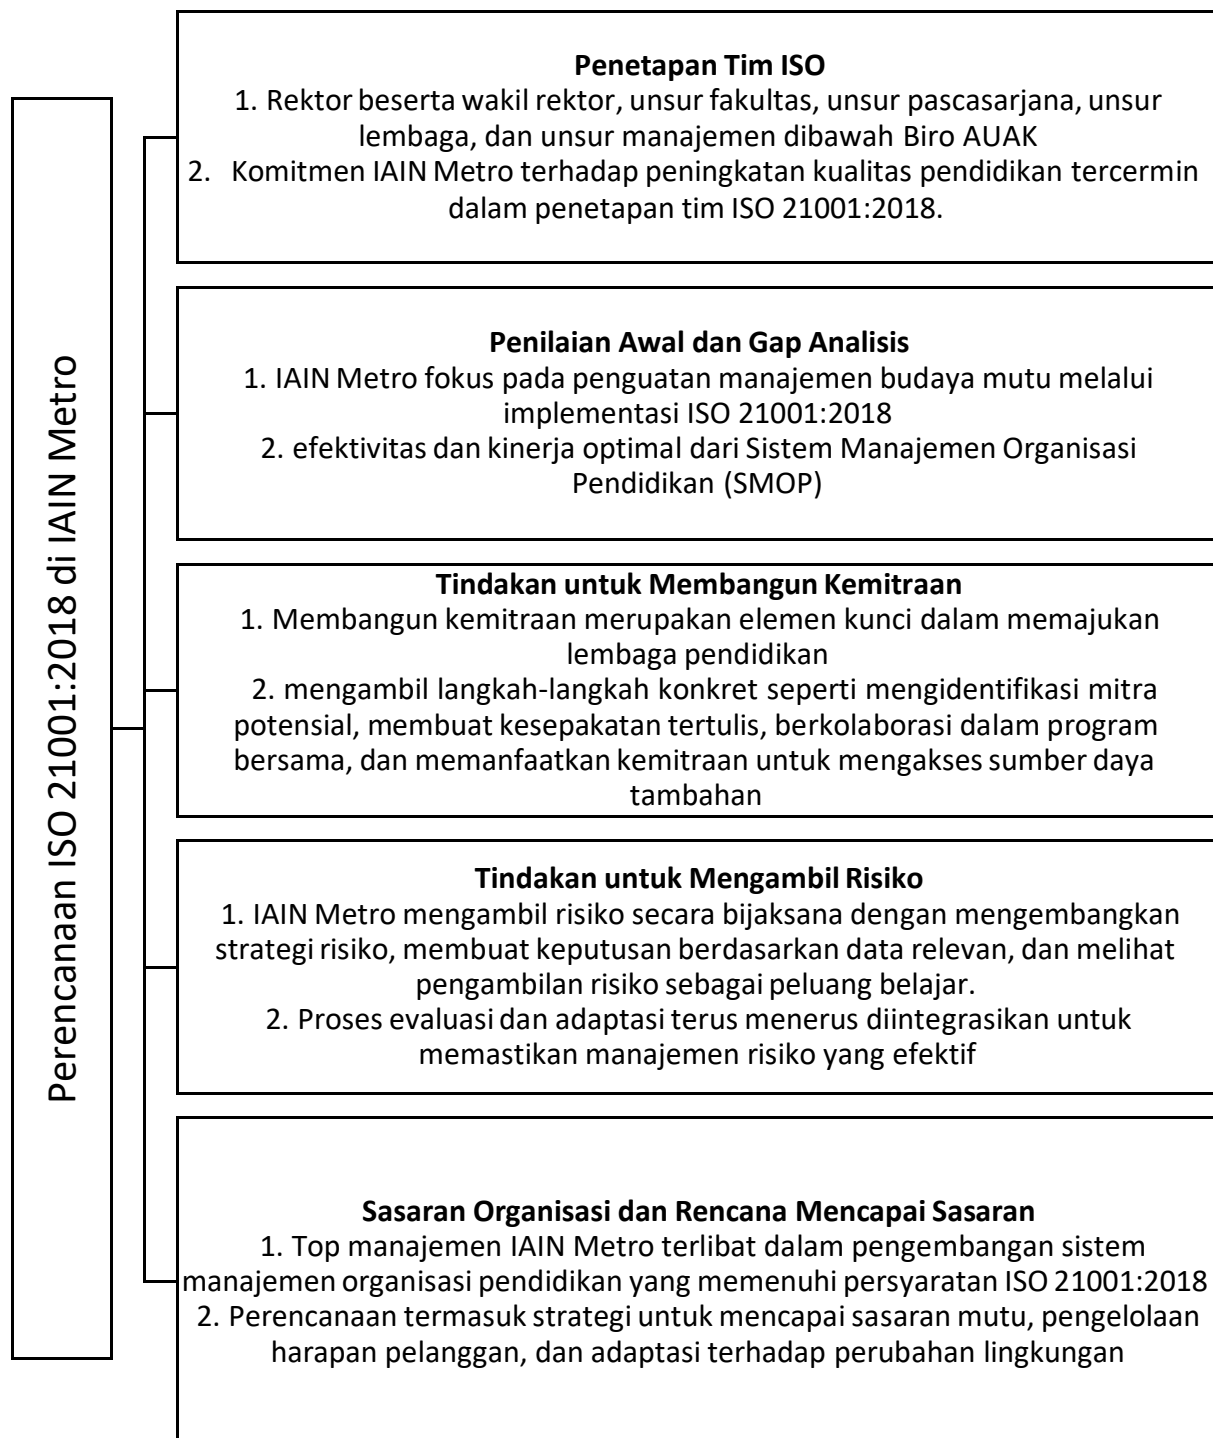 Perencanaan ISO 21001:2018 di IAIN Metro
Penetapan Tim ISO
1. Rektor beserta wakil rektor, unsur fakultas, unsur pascasarjana, unsur
lembaga, dan unsur manajemen dibawah Biro AUAK
2. Komitmen IAIN Metro terhadap peningkatan kualitas pendidikan tercermin
dalam penetapan tim ISO 21001:2018.
Penilaian Awal dan Gap Analisis
1. IAIN Metro fokus pada penguatan manajemen budaya mutu melalui
implementasi ISO 21001:2018
2. efektivitas dan kinerja optimal dari Sistem Manajemen Organisasi
Pendidikan (SMOP)
Tindakan untuk Membangun Kemitraan
1. Membangun kemitraan merupakan elemen kunci dalam memajukan
lembaga pendidikan
2. mengambil langkah-langkah konkret seperti mengidentifikasi mitra
potensial, membuat kesepakatan tertulis, berkolaborasi dalam program
bersama, dan memanfaatkan kemitraan untuk mengakses sumber daya
tambahan
Tindakan untuk Mengambil Risiko
1. IAIN Metro mengambil risiko secara bijaksana dengan mengembangkan
strategi risiko, membuat keputusan berdasarkan data relevan, dan melihat
pengambilan risiko sebagai peluang belajar.
2. Proses evaluasi dan adaptasi terus menerus diintegrasikan untuk
memastikan manajemen risiko yang efektif
Sasaran Organisasi dan Rencana Mencapai Sasaran
1. Top manajemen IAIN Metro terlibat dalam pengembangan sistem
manajemen organisasi pendidikan yang memenuhi persyaratan ISO 21001:2018
2. Perencanaan termasuk strategi untuk mencapai sasaran mutu, pengelolaan
harapan pelanggan, dan adaptasi terhadap perubahan lingkungan